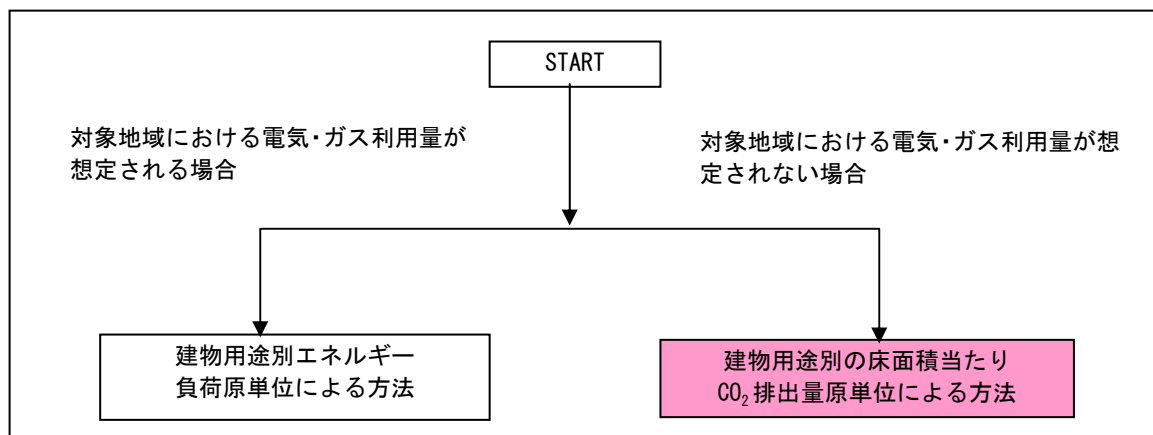 START
対象地域における電気・ガス利用量が
想定される場合
対象地域における電気・ガス利用量が想
定されない場合
建物用途別エネルギー
負荷原単位による方法
建物用途別の床面積当たり
CO₂排出量原単位による方法